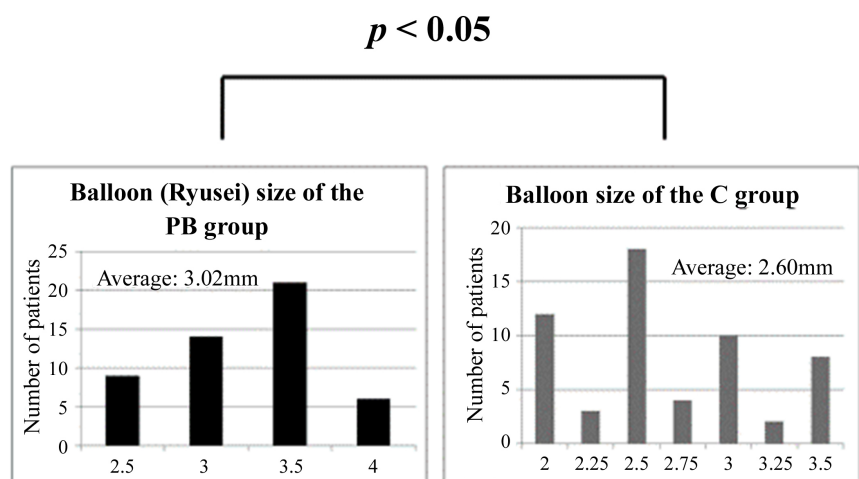 p < 0.05
Balloon (Ryusei) size of the
PB group
Average: 3.02mm
Number of patients
25
20
15
10
5
0
2.5 3 3.5 4
Balloon size of the C group
Average: 2.60mm
Number of patients
20
15
10
5
0
2 2.25 2.5 2.75 3 3.25 3.5